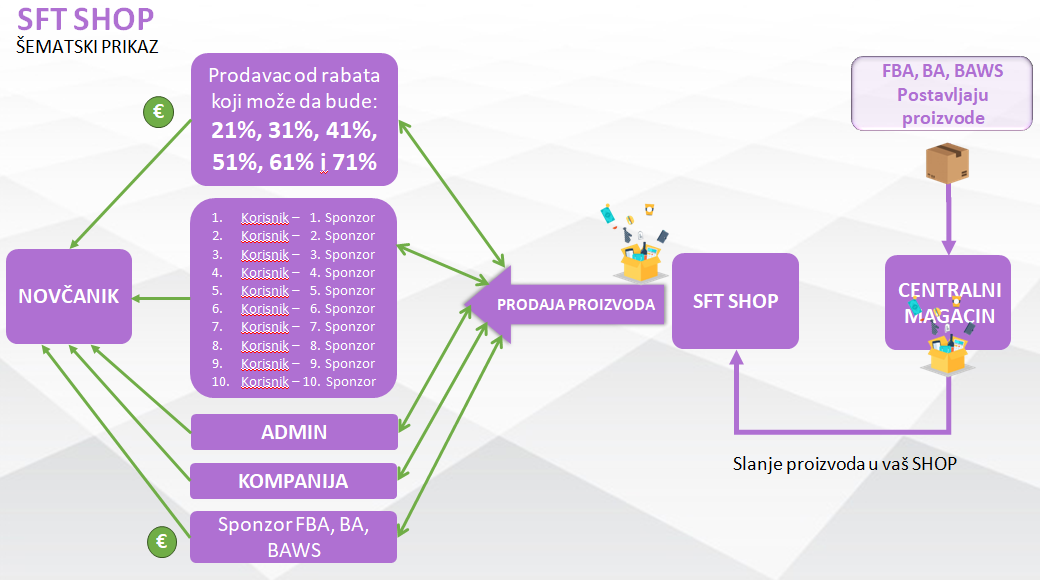 SFT SHOP
ŠEMATSKI PRIKAZ
Prodavac od rabata
koji može da bude:
21%, 31%, 41%,
51%, 61% i 71%
€
1. Korisnik – 1. Sponzor
2. Korisnik – 2. Sponzor
3. Korisnik – 3. Sponzor
4. Korisnik – 4. Sponzor
5. Korisnik – 5. Sponzor
6. Korisnik – 6. Sponzor
7. Korisnik – 7. Sponzor
8. Korisnik – 8. Sponzor
9. Korisnik – 9. Sponzor
10. Korisnik – 10. Sponzor
NOVČANIK
ADMIN
KOMPANIJA
Sponzor FBA, BA,
BAWS
€
PRODAJA PROIZVODA
SFT SHOP
FBA, BA, BAWS
Postavljaju
proizvode
CENTRALNI
MAGACIN
Slanje proizvoda u vaš SHOP